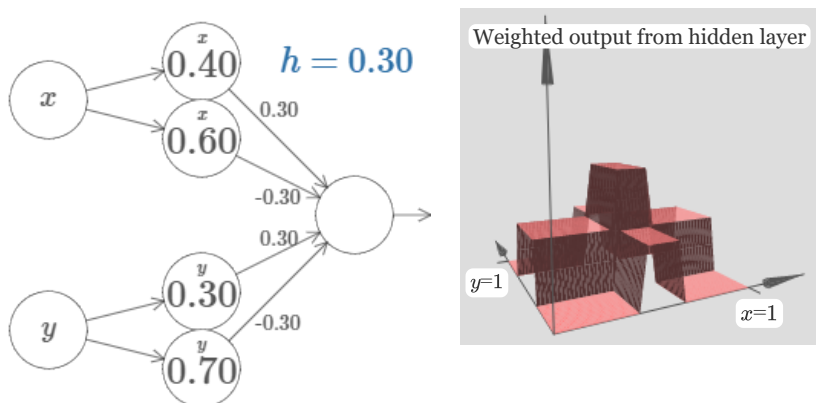 x
x
0.40
h = 0.30
x
0.60
0.30
-0.30
0.30
y
y
0.30
-0.30
y
0.70
Weighted output from hidden layer
y=1
x=1